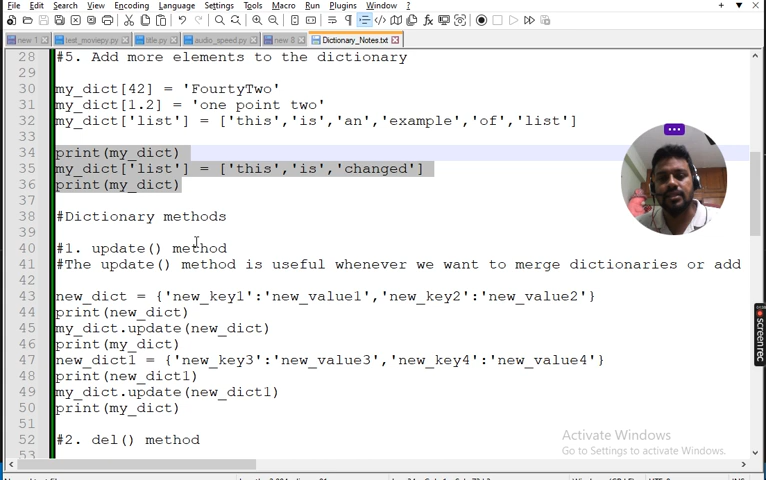 File Edit Search View Encoding Language Settings Tools Macro Run Plugins Window ?
new 1 test_moviepy.py title.py audio_speed.py new 8 Dictionary_Notes.txt
28 #5. Add more elements to the dictionary
29
30 my_dict[42] = 'FourtyTwo'
31 my_dict[1.2] = 'one point two'
32 my_dict['list'] = ['this','is','an','example','of','list']
33
34 print(my_dict)
35 my_dict['list'] = ['this','is','changed']
36 print(my_dict)
37
38 #Dictionary methods
39
40 #1. update() method
41 #The update() method is useful whenever we want to merge dictionaries or add
42
43 new_dict = {'new_key1':'new_value1','new_key2':'new_value2'}
44 print(new_dict)
45 my_dict.update(new_dict)
46 print(my_dict)
47 new_dict1 = {'new_key3':'new_value3','new_key4':'new_value4'}
48 print(new_dict1)
49 my_dict.update(new_dict1)
50 print(my_dict)
51
52 #2. del() method
53
Activate Windows
Go to Settings to activate Windows.
screen rec